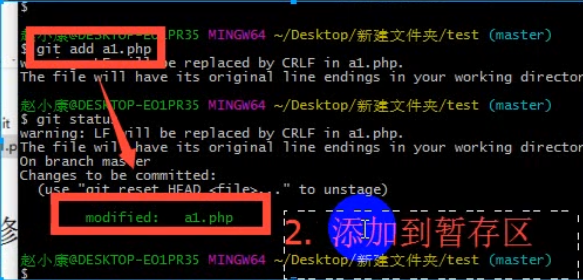 $
赵小康@DESKTOP-EO1PR35 MINGW64 ~/Desktop/新建文件夹/test (master)
$ git add a1.php
warning: LF will be replaced by CRLF in a1.php.
The file will have its original line endings in your working director
赵小康@DESKTOP-EO1PR35 MINGW64 ~/Desktop/新建文件夹/test (master)
$ git status
warning: LF will be replaced by CRLF in a1.php.
The file will have its original line endings in your working director
On branch master
Changes to be committed:
(use "git reset HEAD <file>..." to unstage)
modified: a1.php
2. 添加到暂存区
赵小康@DESKTOP-EO1PR35 MINGW64 ~/Desktop/新建文件夹/test (master)
$